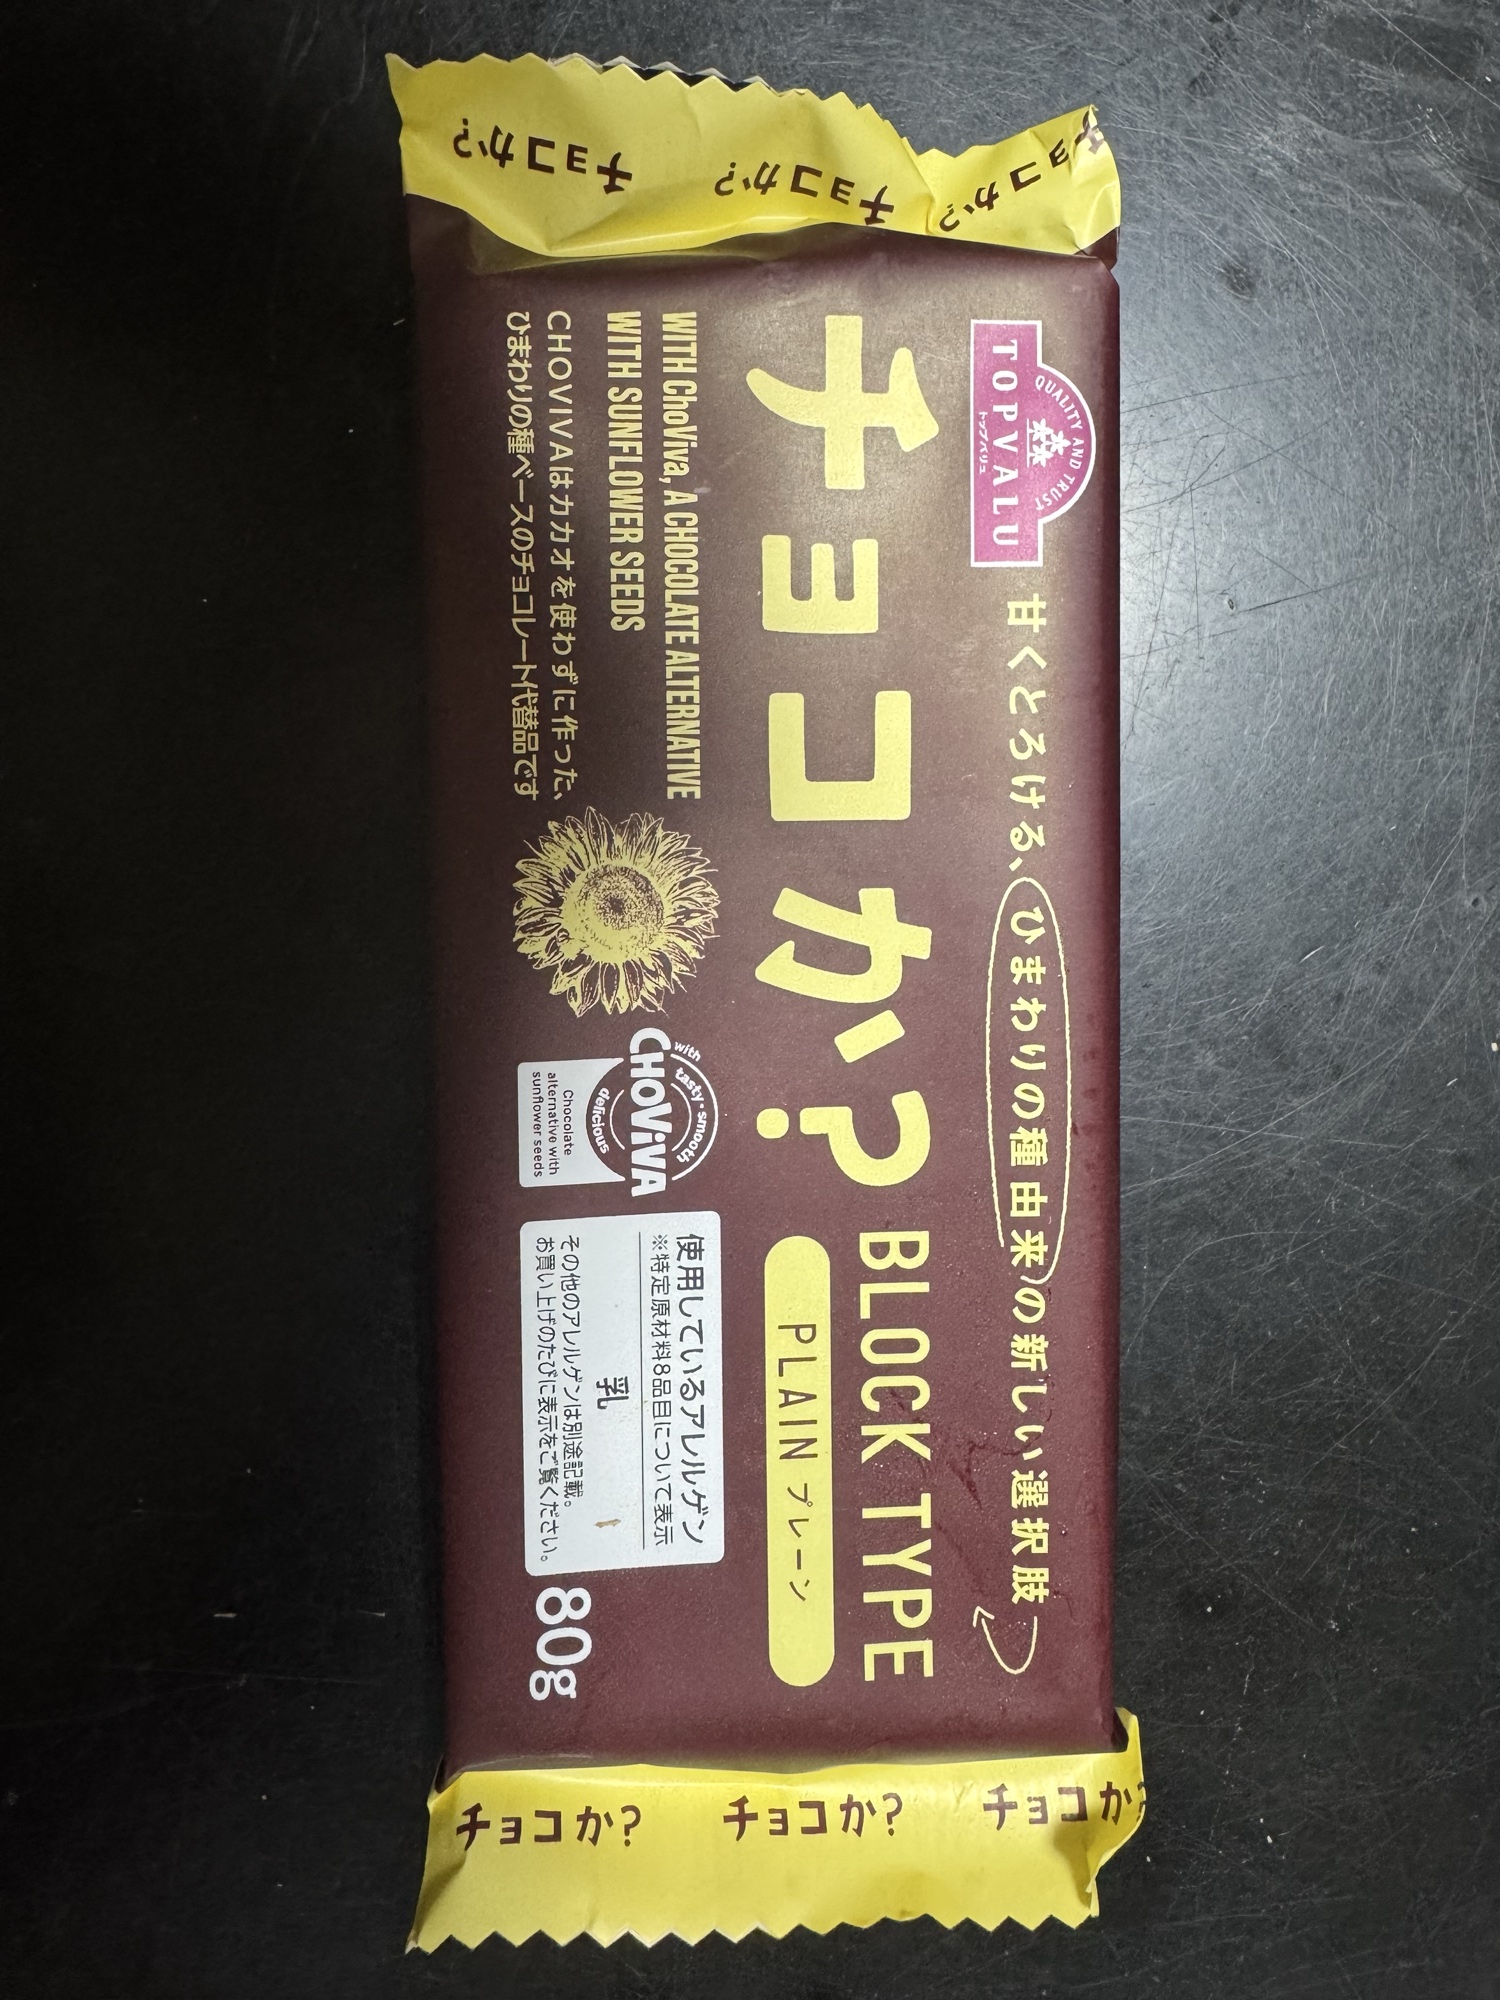 チョコか?
チョコか?
チョコか?
QUALITY AND TRUST
TOPVALU
トップバリュ
甘くとろける、ひまわりの種由来の新しい選択肢
チョコか?
BLOCK TYPE
PLAIN プレーン
WITH ChoViva, A CHOCOLATE ALTERNATIVE
WITH SUNFLOWER SEEDS
CHOVIVAはカカオを使わずに作った、
ひまわりの種ベースのチョコレート代替品です
with
tasty・smooth
CHOViVA
delicious
Chocolate
alternative with
sunflower seeds
使用しているアレルゲン
※特定原材料8品目について表示
乳
その他のアレルゲンは別途記載。
お買い上げのたびに表示をご覧ください。
80g
チョコか?
チョコか?
チョコか?